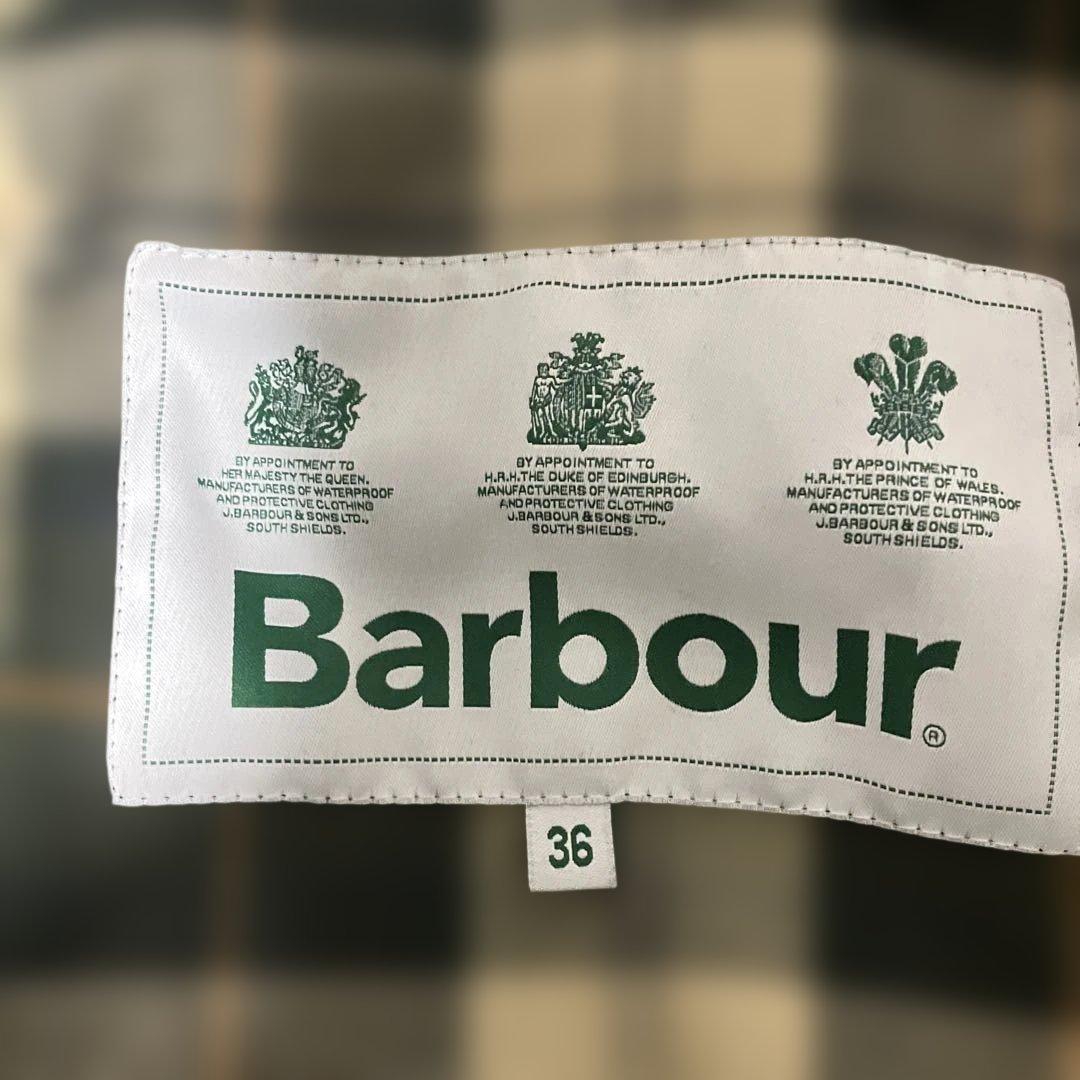 BY APPOINTMENT TO
HER MAJESTY THE QUEEN.
MANUFACTURERS OF WATERPROOF
AND PROTECTIVE CLOTHING
J.BARBOUR & SONS LTD.,
SOUTH SHIELDS.
BY APPOINTMENT TO
H.R.H.THE DUKE OF EDINBURGH.
MANUFACTURERS OF WATERPROOF
AND PROTECTIVE CLOTHING
J.BARBOUR & SONS LTD.,
SOUTH SHIELDS.
BY APPOINTMENT TO
H.R.H.THE PRINCE OF WALES.
MANUFACTURERS OF WATERPROOF
AND PROTECTIVE CLOTHING
J.BARBOUR & SONS LTD.,
SOUTH SHIELDS.
Barbour®
36